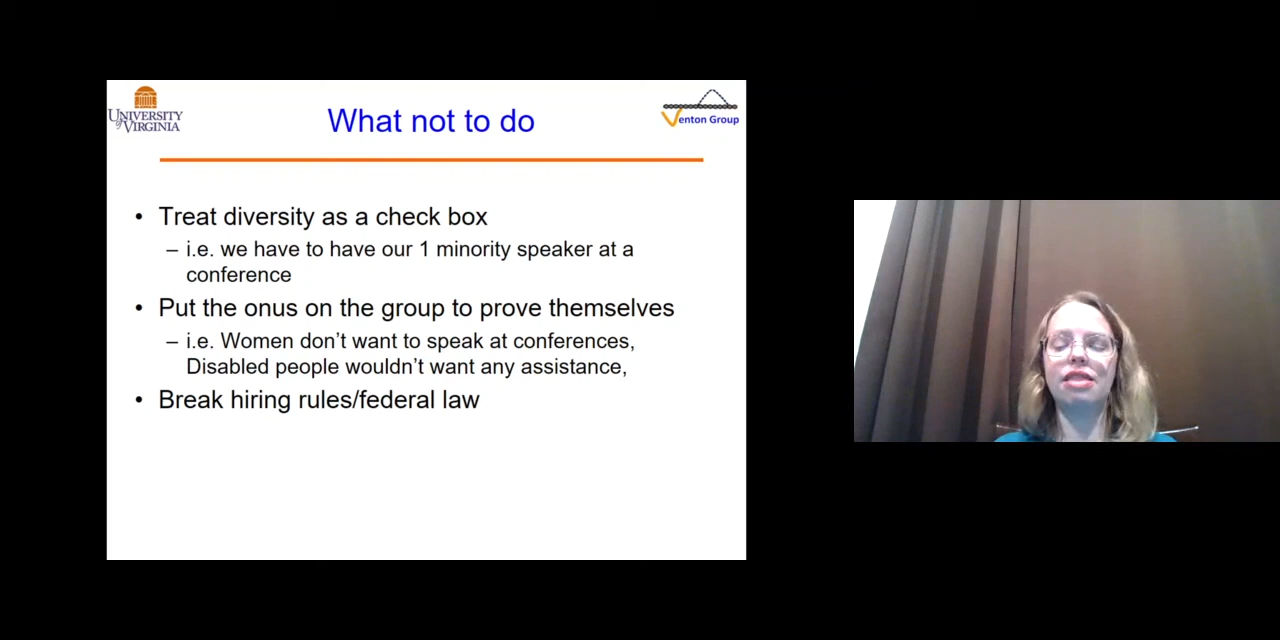 UNIVERSITY
of VIRGINIA
What not to do
Venton Group
• Treat diversity as a check box
– i.e. we have to have our 1 minority speaker at a
conference
• Put the onus on the group to prove themselves
– i.e. Women don’t want to speak at conferences,
Disabled people wouldn’t want any assistance,
• Break hiring rules/federal law